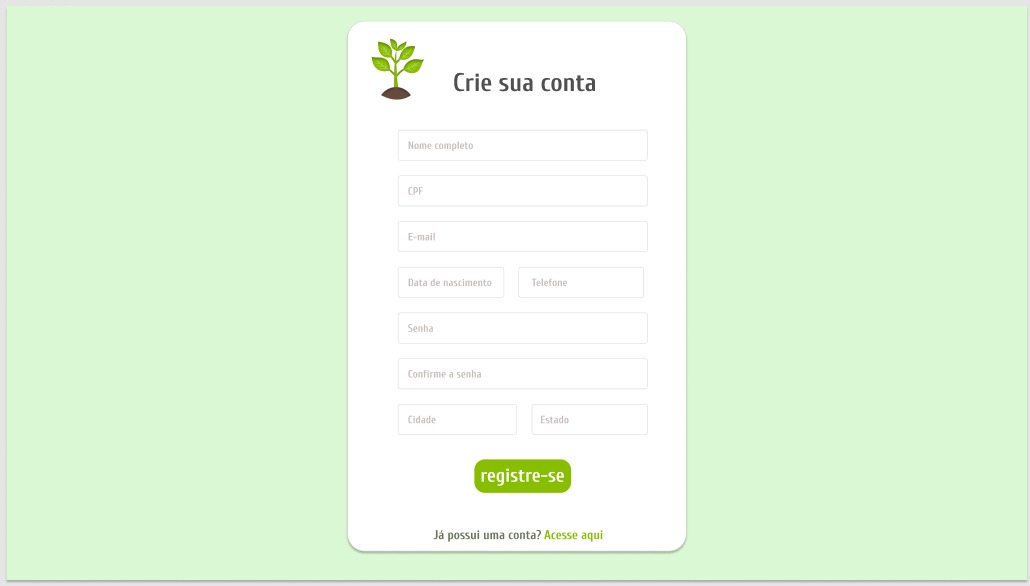 Crie sua conta
Nome completo
CPF
E-mail
Data de nascimento
Telefone
Senha
Confirme a senha
Cidade
Estado
registre-se
Já possui uma conta? Acesse aqui